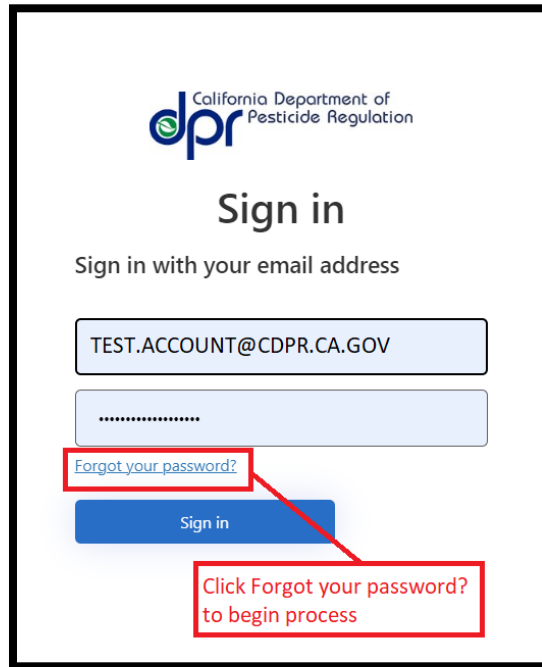 California Department of
dpr Pesticide Regulation
Sign in
Sign in with your email address
TEST.ACCOUNT@CDPR.CA.GOV
Forgot your password?
Sign in
Click Forgot your password?
to begin process